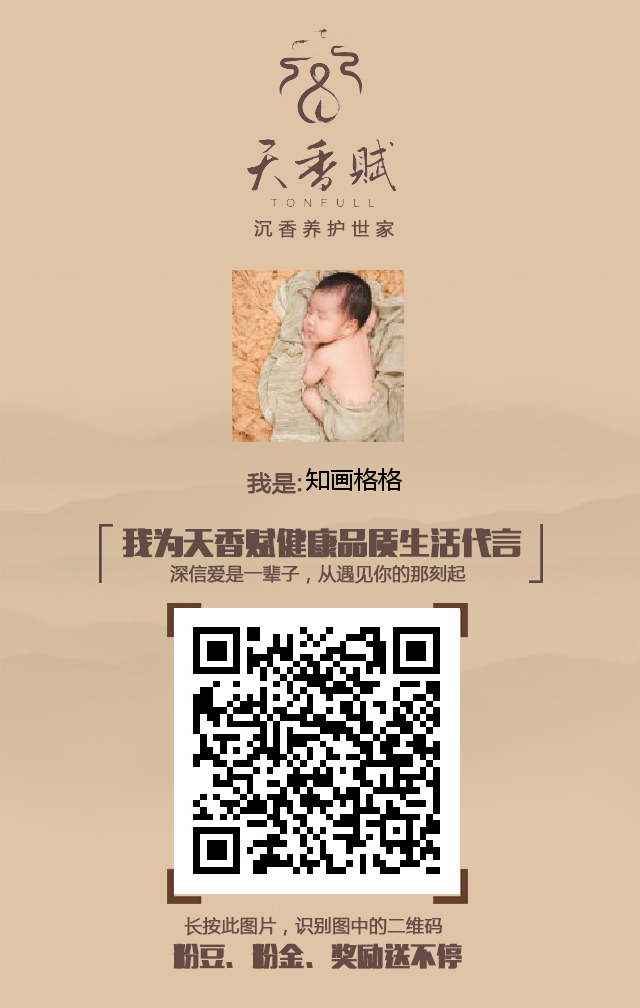 天香赋
TONFULL
沉香养护世家
我是:知画格格
我为天香赋健康品质生活代言
深信爱是一辈子，从遇见你的那刻起
长按此图片，识别图中的二维码
粉豆、粉金、奖励送不停